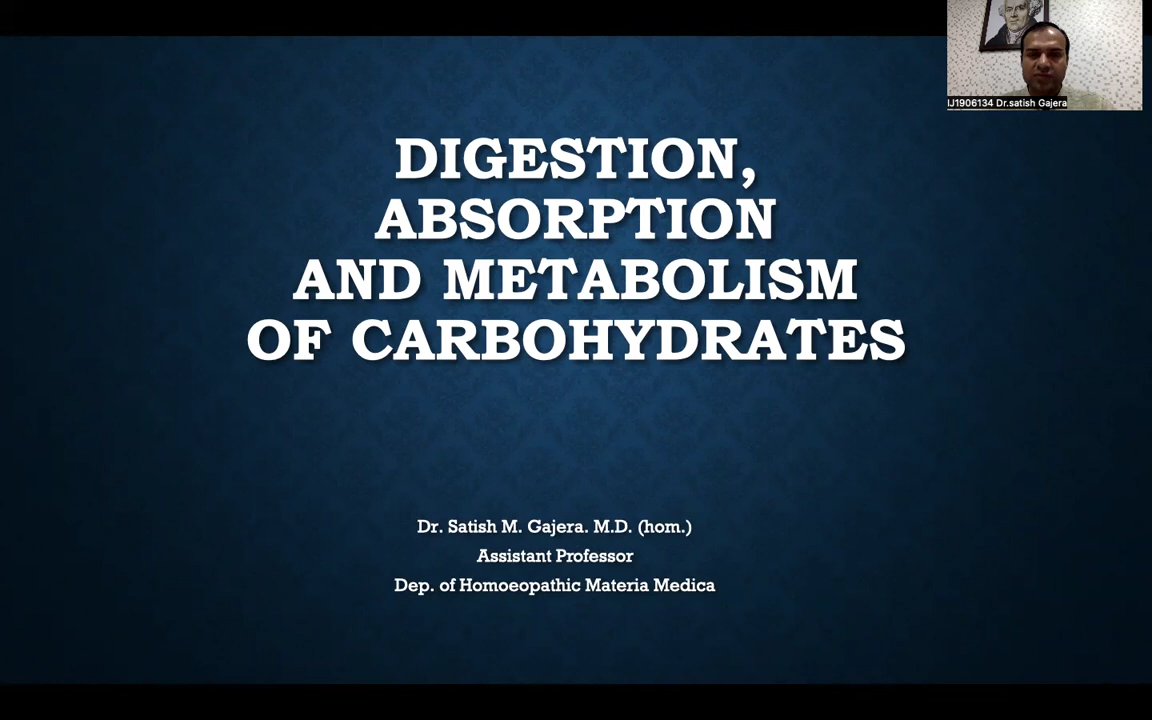 IJ1906134 Dr.satish Gajera
DIGESTION,
ABSORPTION
AND METABOLISM
OF CARBOHYDRATES
Dr. Satish M. Gajera. M.D. (hom.)
Assistant Professor
Dep. of Homoeopathic Materia Medica